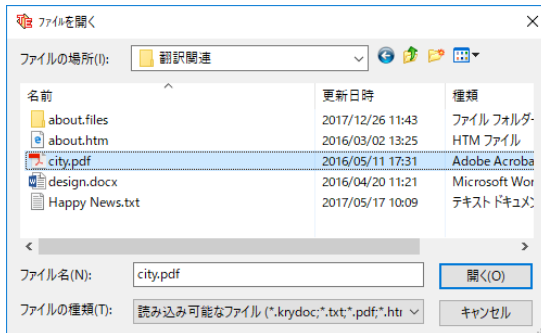 ファイルを開く
ファイルの場所(I): 翻訳関連
名前 更新日時 種類
about.files 2017/12/26 11:43 ファイル フォルダー
about.htm 2016/03/02 13:25 HTM ファイル
city.pdf 2016/05/11 17:31 Adobe Acroba
design.docx 2016/04/20 11:21 Microsoft Wor
Happy News.txt 2017/05/17 10:09 テキスト ドキュメ
ファイル名(N): city.pdf 開く(O)
ファイルの種類(T): 読み込み可能なファイル (*.krydoc;*.txt;*.pdf;*.htr キャンセル